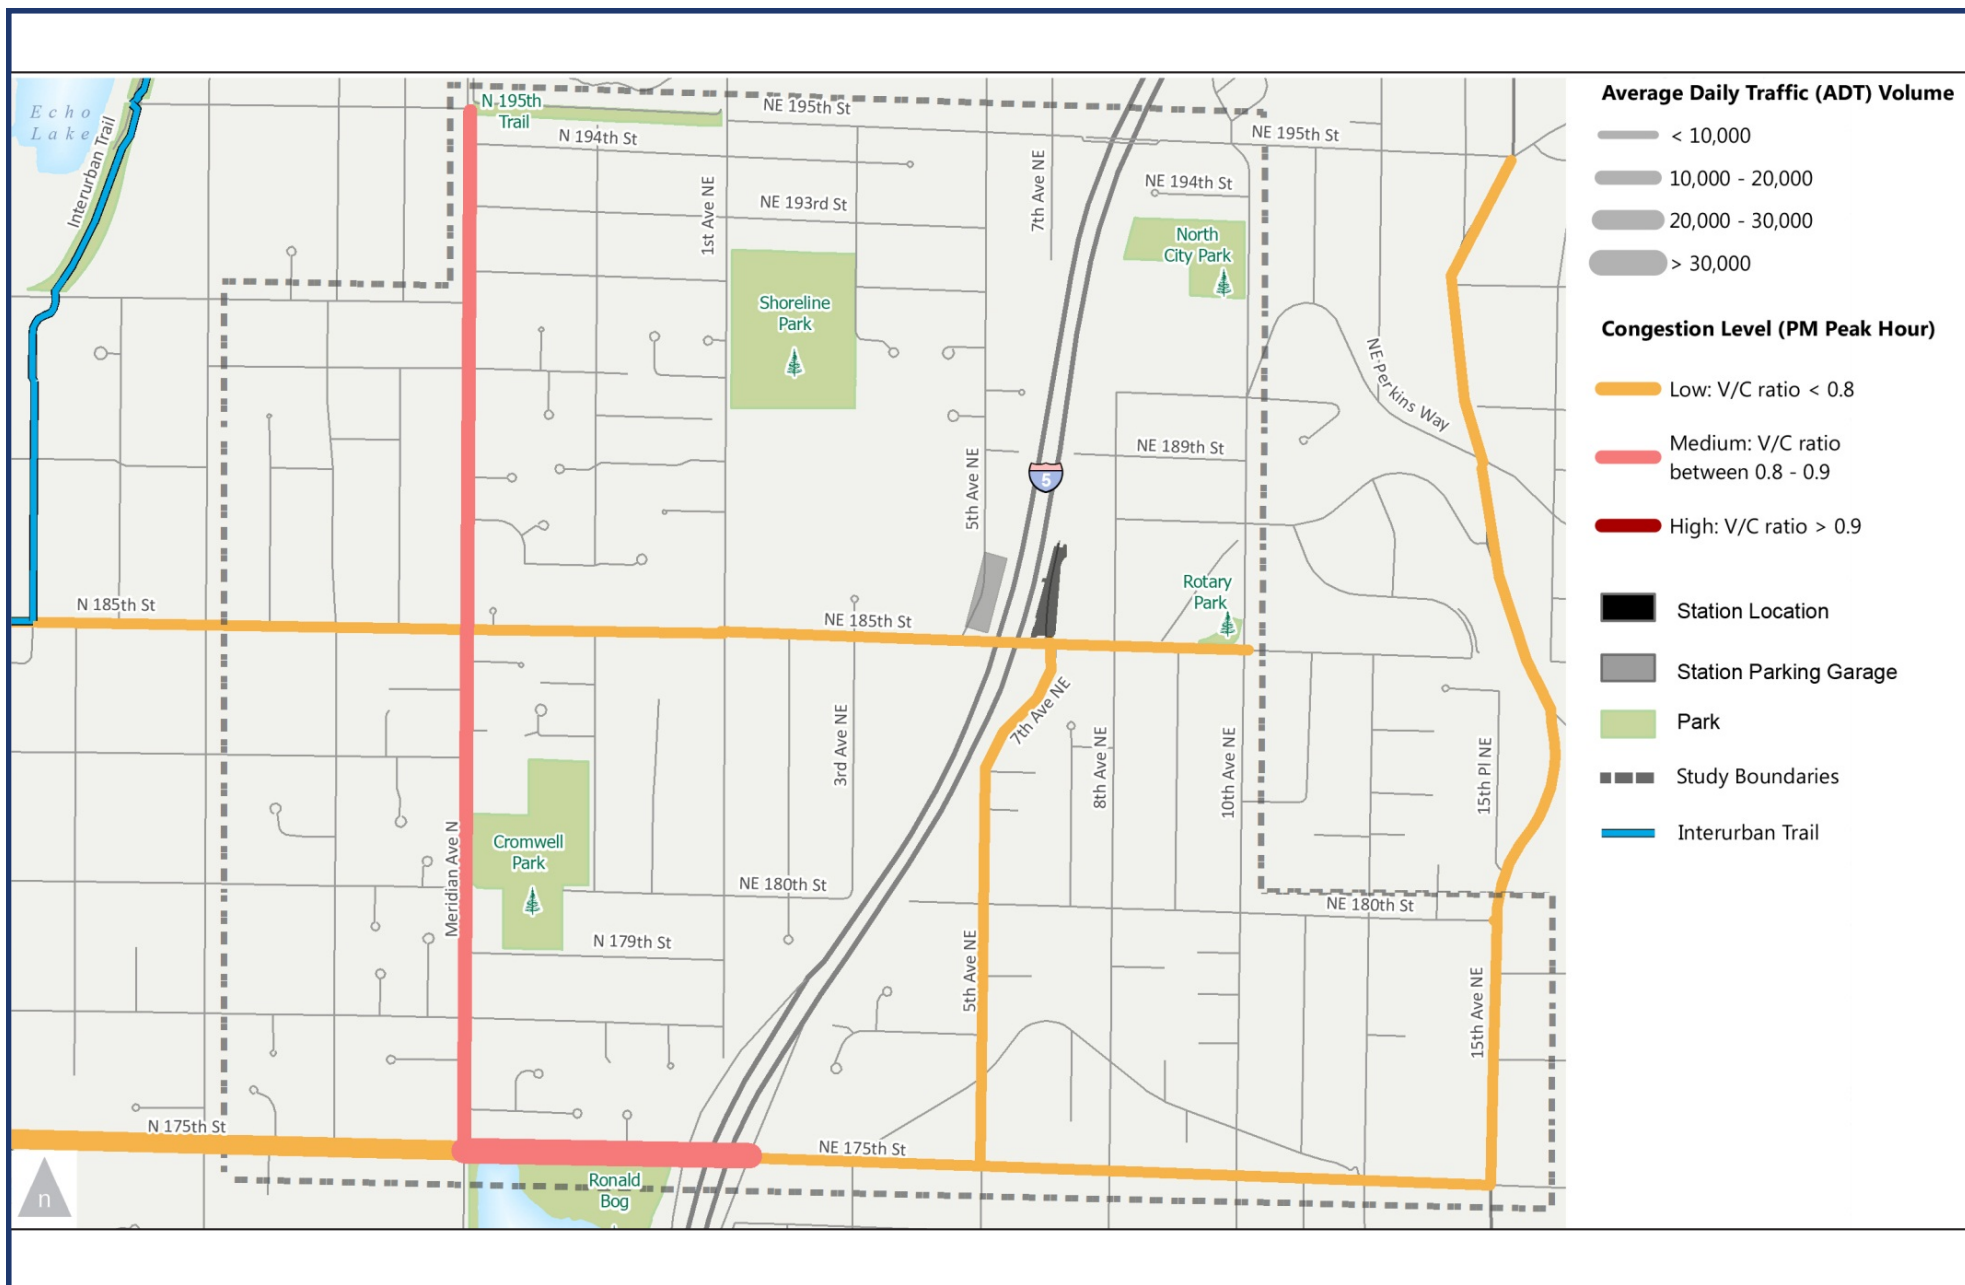 Echo
Lake
Interurban Trail
N 195th
Trail
N 194th St
NE 195th St
NE 195th St
1st Ave NE
NE 193rd St
7th Ave NE
NE 194th St
North
City Park
Shoreline
Park
NE Perkins Way
5th Ave NE
5
NE 189th St
N 185th St
NE 185th St
Rotary
Park
7th Ave NE
3rd Ave NE
8th Ave NE
10th Ave NE
15th Pl NE
Meridian Ave N
Cromwell
Park
NE 180th St
NE 180th St
N 179th St
5th Ave NE
15th Ave NE
N 175th St
NE 175th St
Ronald
Bog
n
Average Daily Traffic (ADT) Volume
< 10,000
10,000 - 20,000
20,000 - 30,000
> 30,000
Congestion Level (PM Peak Hour)
Low: V/C ratio < 0.8
Medium: V/C ratio
between 0.8 - 0.9
High: V/C ratio > 0.9
Station Location
Station Parking Garage
Park
Study Boundaries
Interurban Trail